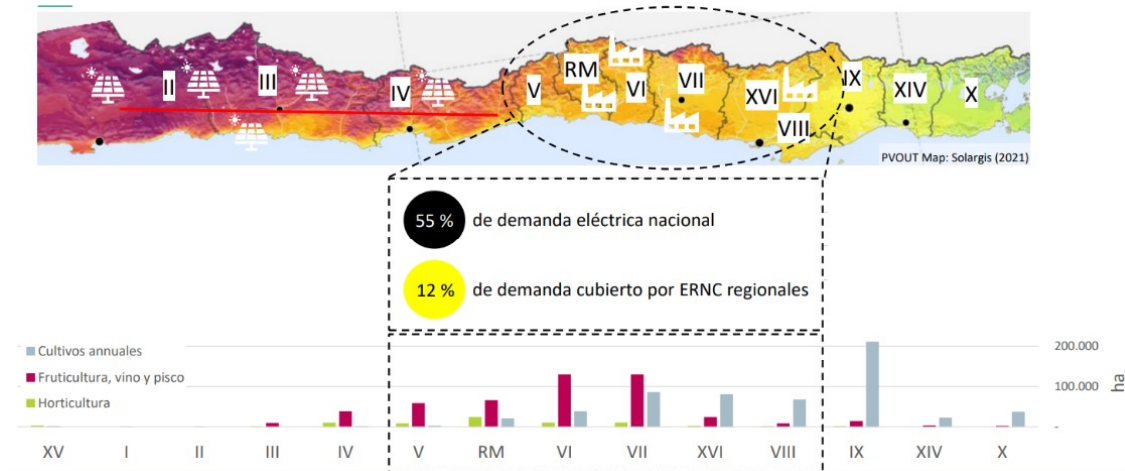 II
III
IV
V
RM
VI
VII
XVI
VIII
IX
XIV
X
PVOUT Map: Solargis (2021)
55 % de demanda eléctrica nacional
12 % de demanda cubierto por ERNC regionales
Cultivos annuales
Fruticultura, vino y pisco
Horticultura
200.000
100.000
-
ha
XV I II III IV V RM VI VII XVI VIII IX XIV X